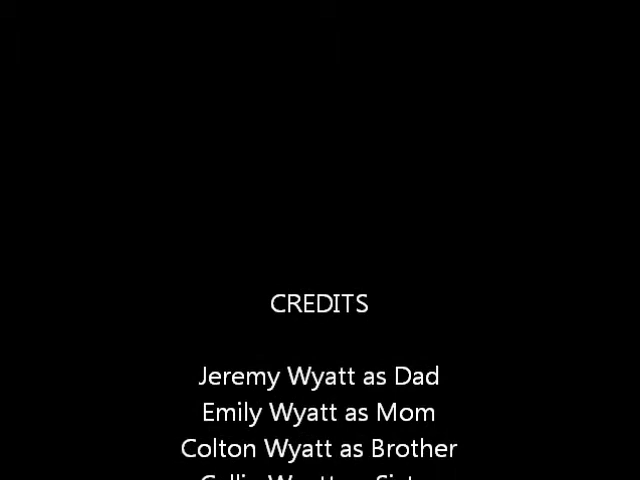 CREDITS
Jeremy Wyatt as Dad
Emily Wyatt as Mom
Colton Wyatt as Brother